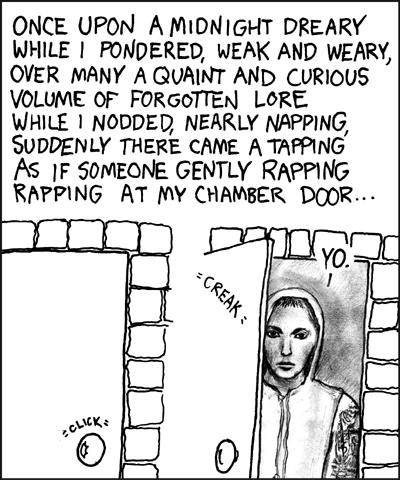 ONCE UPON A MIDNIGHT DREARY
WHILE I PONDERED, WEAK AND WEARY,
OVER MANY A QUAINT AND CURIOUS
VOLUME OF FORGOTTEN LORE
WHILE I NODDED, NEARLY NAPPING,
SUDDENLY THERE CAME A TAPPING
AS IF SOMEONE GENTLY RAPPING
RAPPING AT MY CHAMBER DOOR...
CLICK
CREAK
YO.